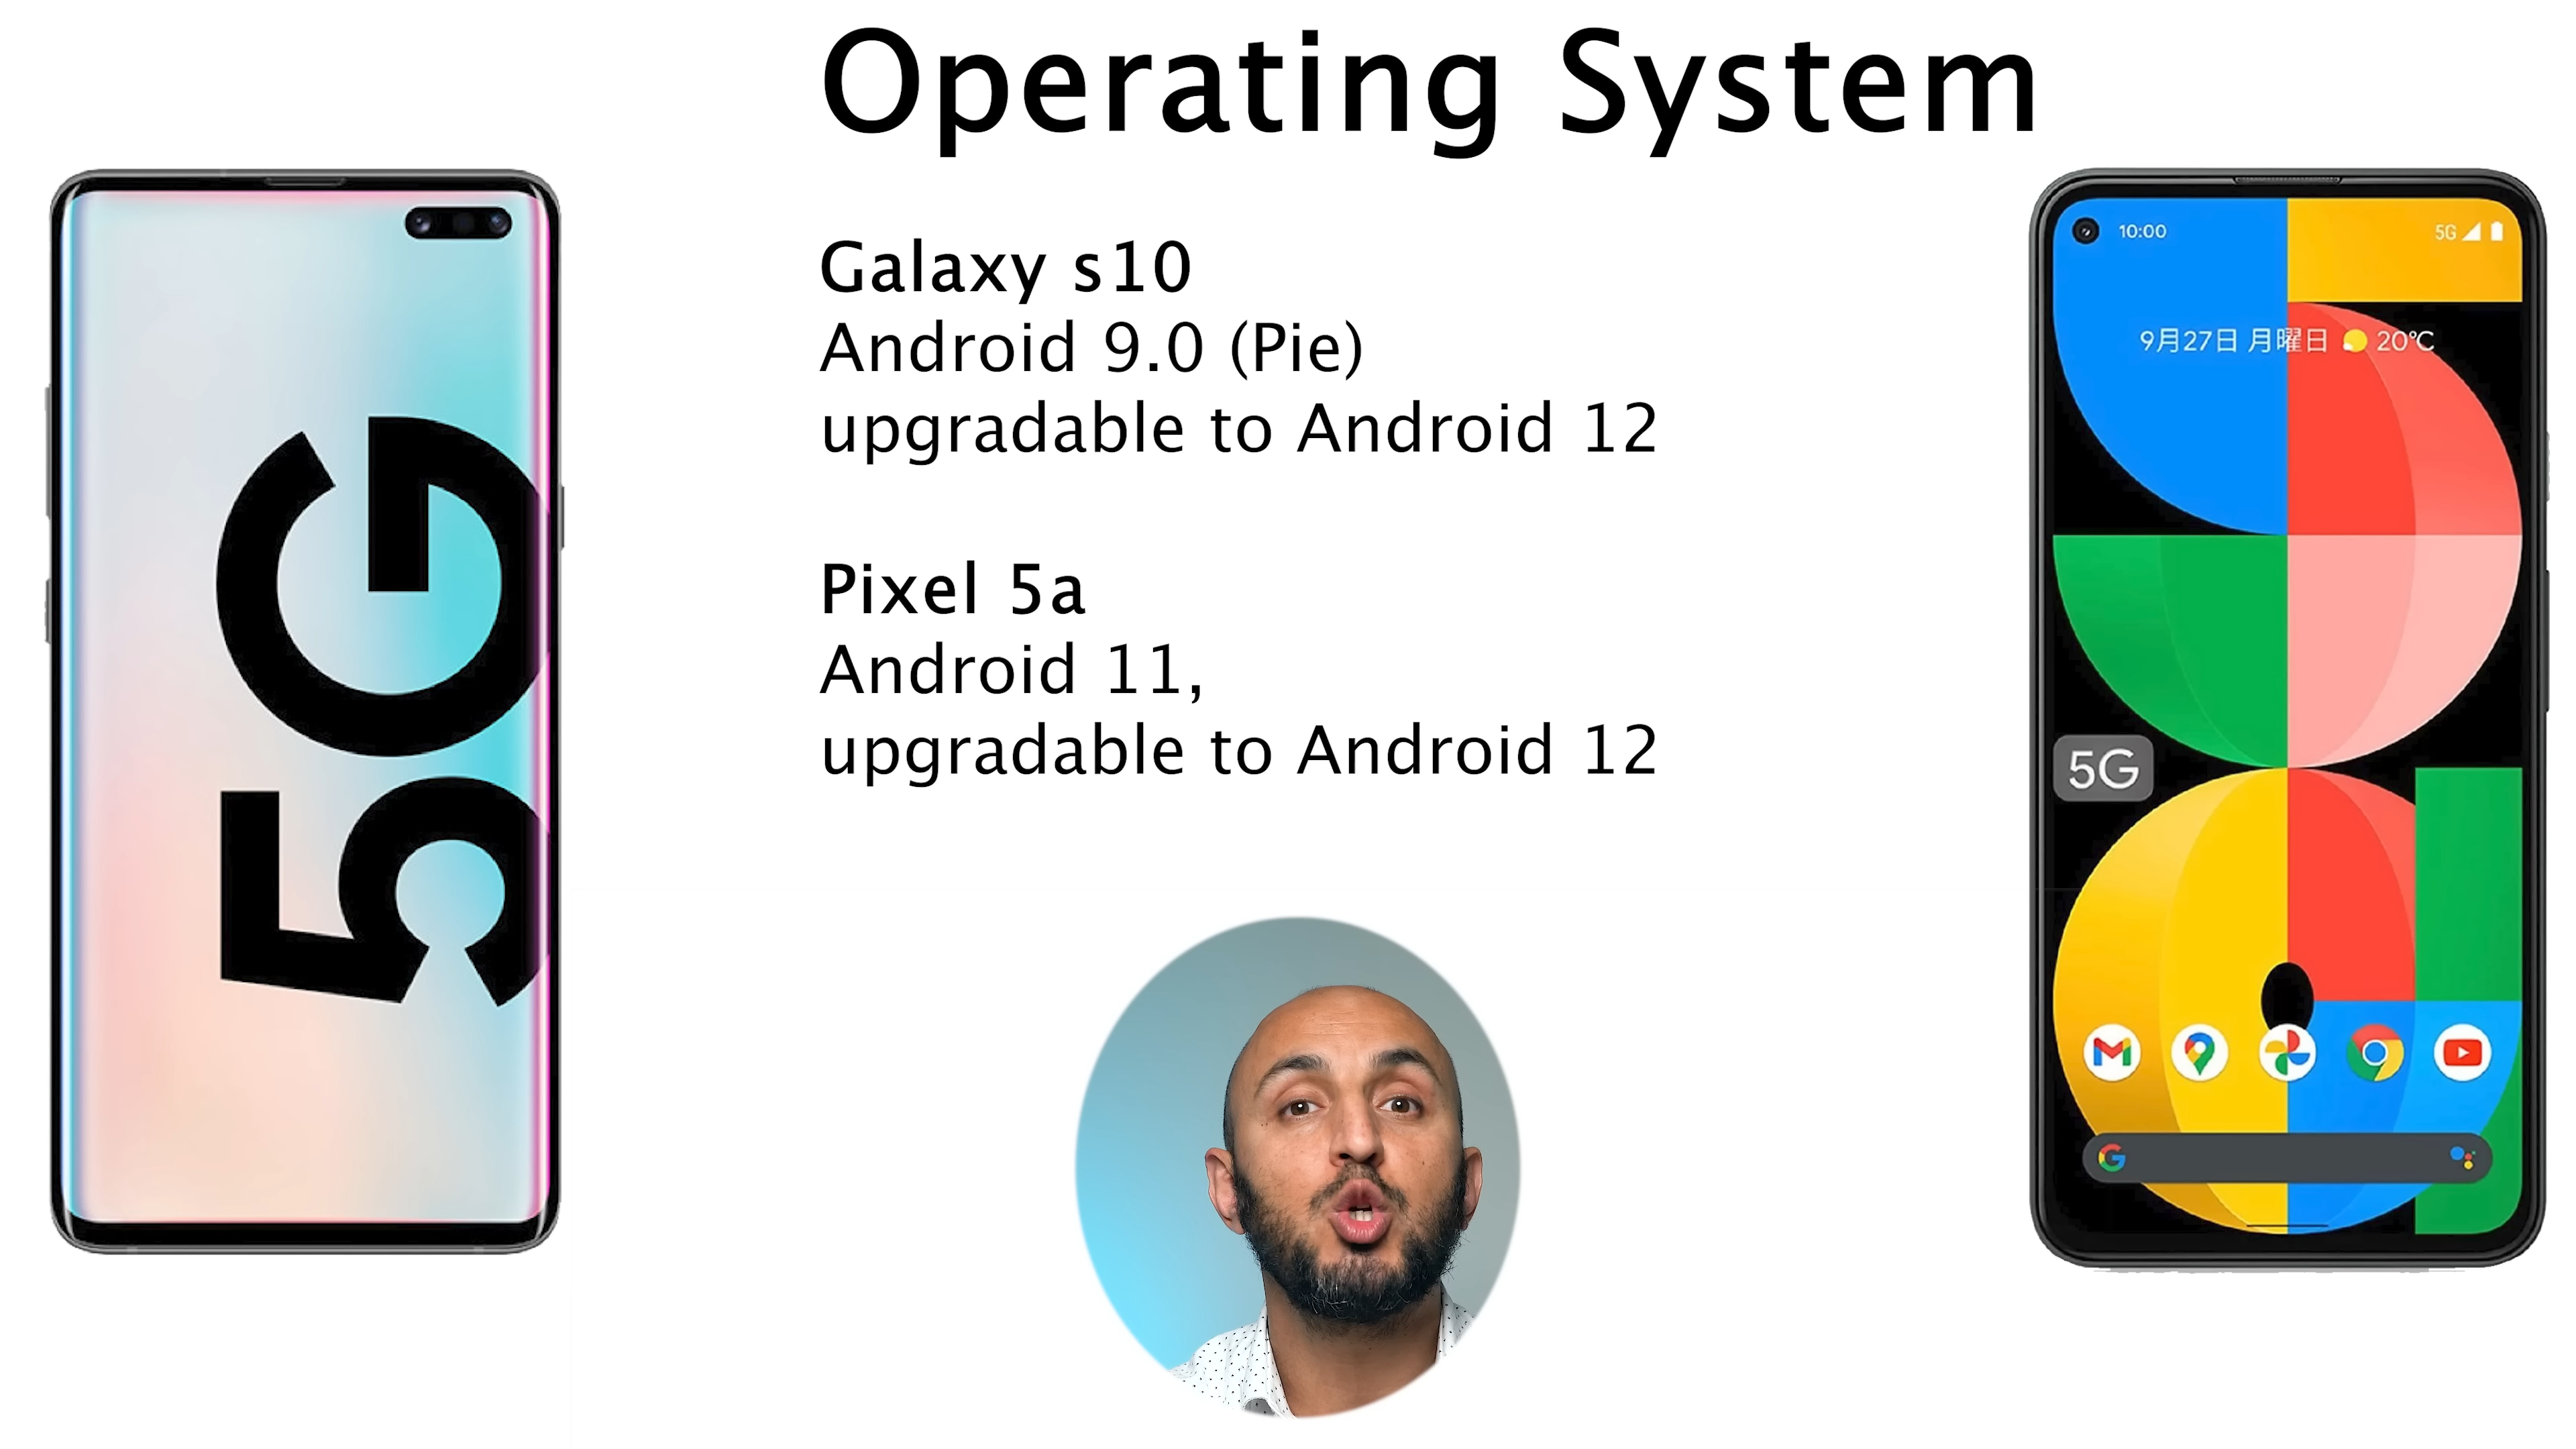 Operating System
Galaxy s10
Android 9.0 (Pie)
upgradable to Android 12
Pixel 5a
Android 11,
upgradable to Android 12
5G
10:00
5G
9月27日 月曜日 20°C
5G